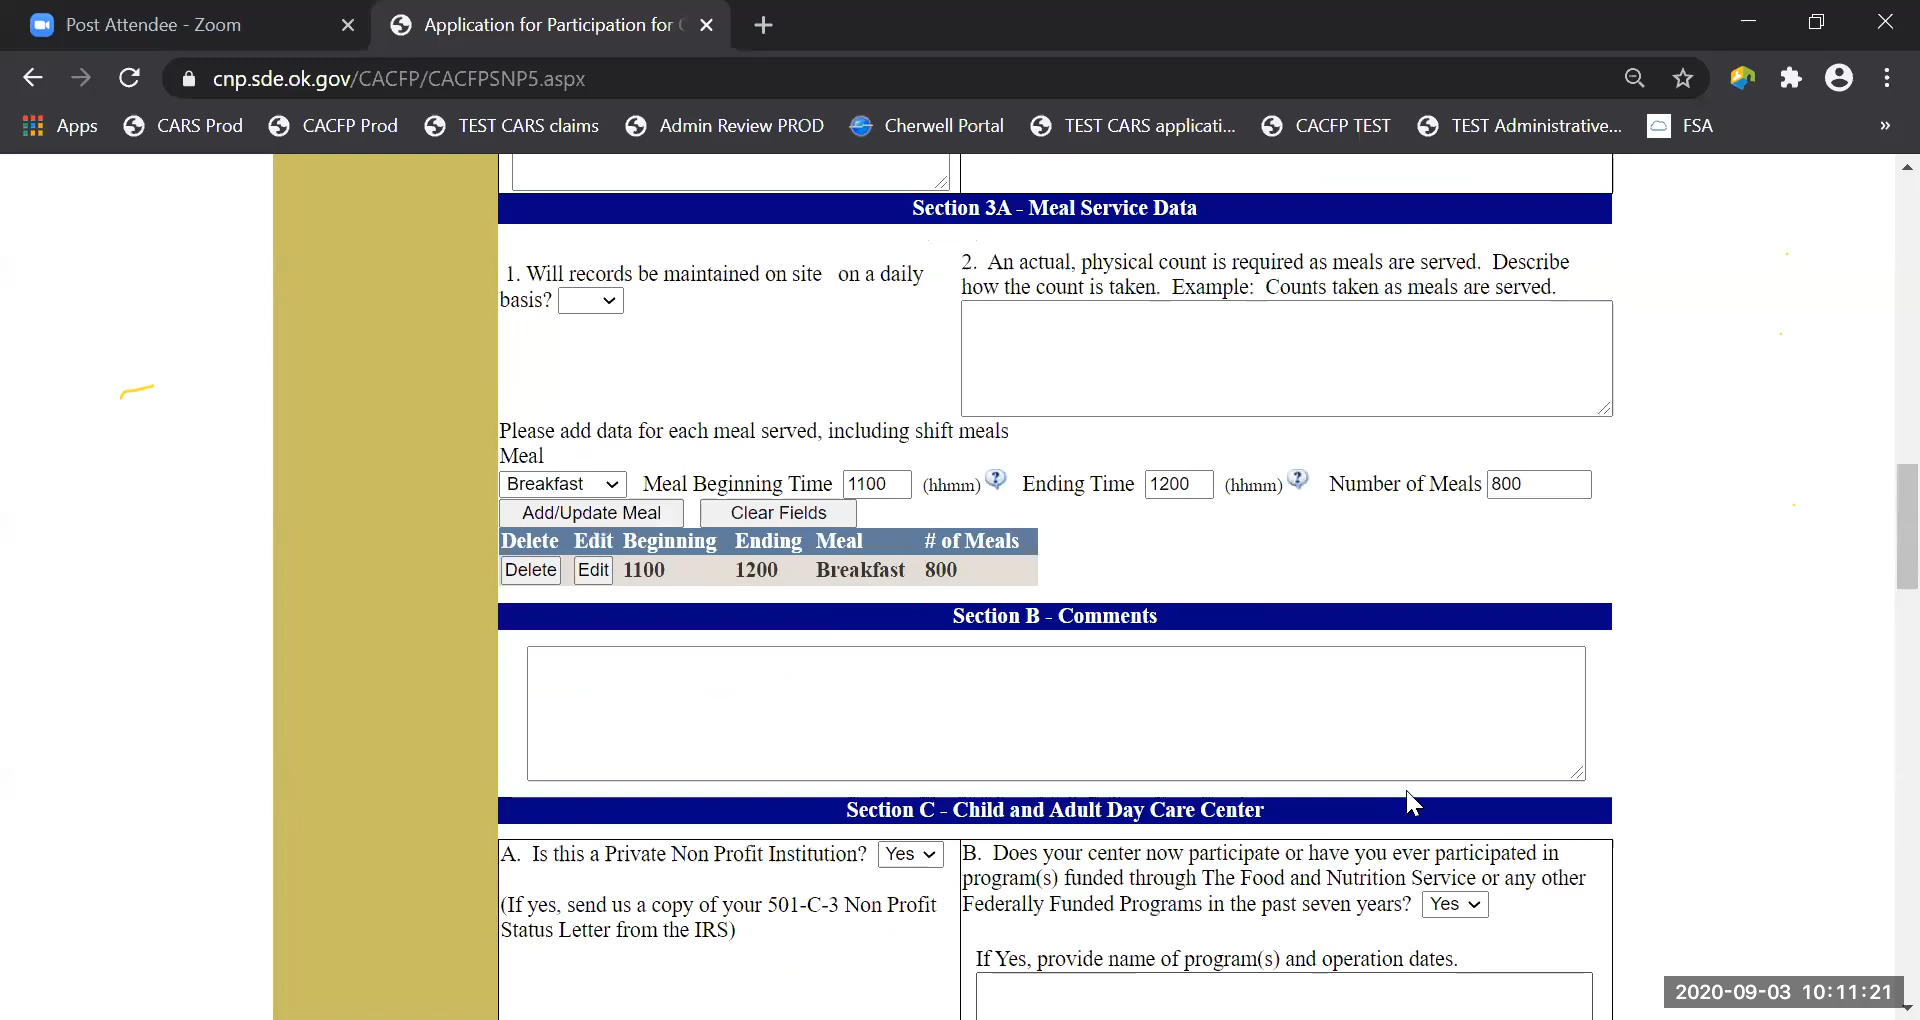 Post Attendee - Zoom
Application for Participation for
cnp.sde.ok.gov/CACFP/CACFPSNP5.aspx
Apps CARS Prod CACFP Prod TEST CARS claims Admin Review PROD Cherwell Portal TEST CARS applicati... CACFP TEST TEST Administrative... FSA »
Section 3A - Meal Service Data
1. Will records be maintained on site on a daily
basis?
2. An actual, physical count is required as meals are served. Describe
how the count is taken. Example: Counts taken as meals are served.
Please add data for each meal served, including shift meals
Meal
Breakfast Meal Beginning Time 1100 (hhmm) ? Ending Time 1200 (hhmm) ? Number of Meals 800
Add/Update Meal Clear Fields
Delete Edit Beginning Ending Meal # of Meals
Delete Edit 1100 1200 Breakfast 800
Section B - Comments
Section C - Child and Adult Day Care Center
A. Is this a Private Non Profit Institution? Yes
(If yes, send us a copy of your 501-C-3 Non Profit
Status Letter from the IRS)
B. Does your center now participate or have you ever participated in
program(s) funded through The Food and Nutrition Service or any other
Federally Funded Programs in the past seven years? Yes
If Yes, provide name of program(s) and operation dates.
2020-09-03 10:11:21